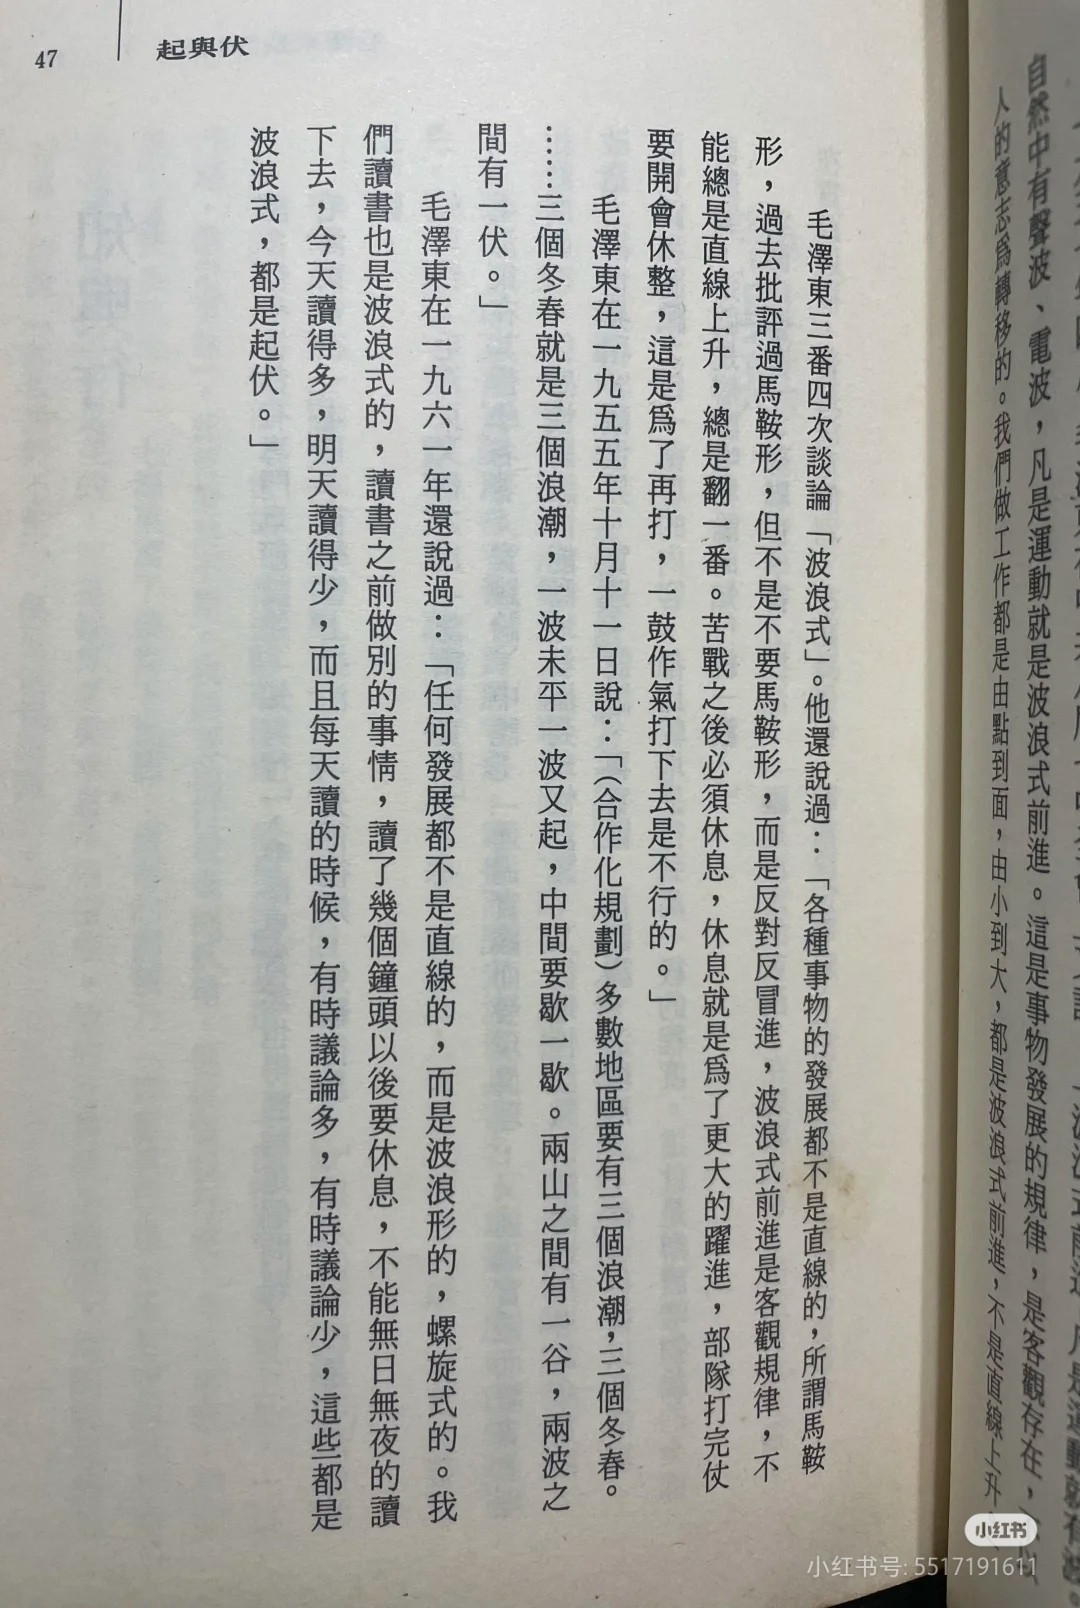 自然中有聲波、電波，凡是運動就是波浪式前進。這是事物發展的規律，是客觀存在，
人的意志爲轉移的。我們做工作都是由點到面，由小到大，都是波浪式前進，不是直線上升
起與伏
47
毛澤東三番四次談論「波浪式」。他還說過：「各種事物的發展都不是直線的，所謂馬鞍
形，過去批評過馬鞍形，但不是不要馬鞍形，而是反對反冒進，波浪式前進是客觀規律，不
能總是直線上升，總是翻一番。苦戰之後必須休息，休息就是爲了更大的躍進，部隊打完仗
要開會休整，這是爲了再打，一鼓作氣打下去是不行的。」
毛澤東在一九五五年十月十一日說：「（合作化規劃）多數地區要有三個浪潮，三個冬春。
……三個冬春就是三個浪潮，一波未平一波又起，中間要歇一歇。兩山之間有一谷，兩波之
間有一伏。」
毛澤東在一九六一年還說過：「任何發展都不是直線的，而是波浪形的，螺旋式的。我
們讀書也是波浪式的，讀書之前做別的事情，讀了幾個鐘頭以後要休息，不能無日無夜的讀
下去，今天讀得多，明天讀得少，而且每天讀的時候，有時議論多，有時議論少，這些都是
波浪式，都是起伏。」
小红书
小红书号: 5517191611